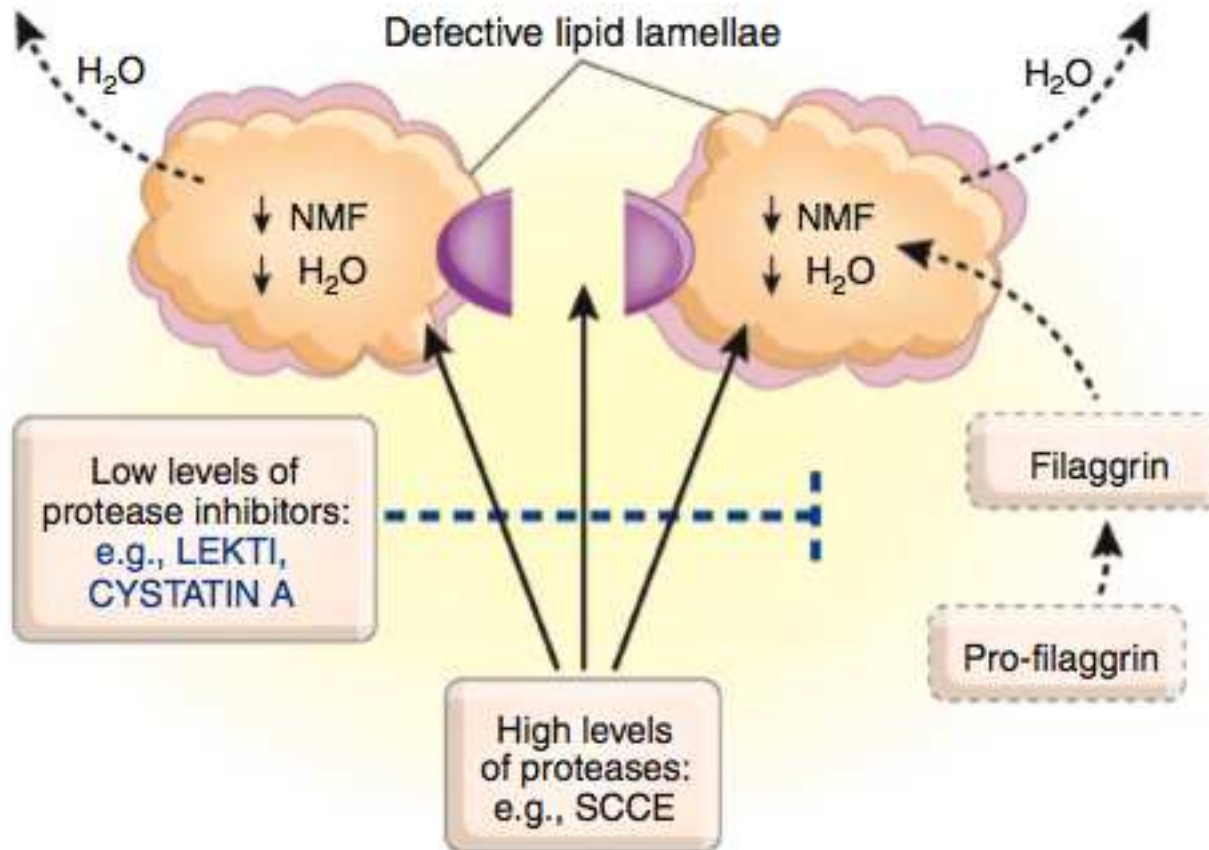 Defective lipid lamellae
H₂O
H₂O
↓ NMF
↓ H₂O
↓ NMF
↓ H₂O
Low levels of
protease inhibitors:
e.g., LEKTI,
CYSTATIN A
Filaggrin
Pro-filaggrin
High levels
of proteases:
e.g., SCCE